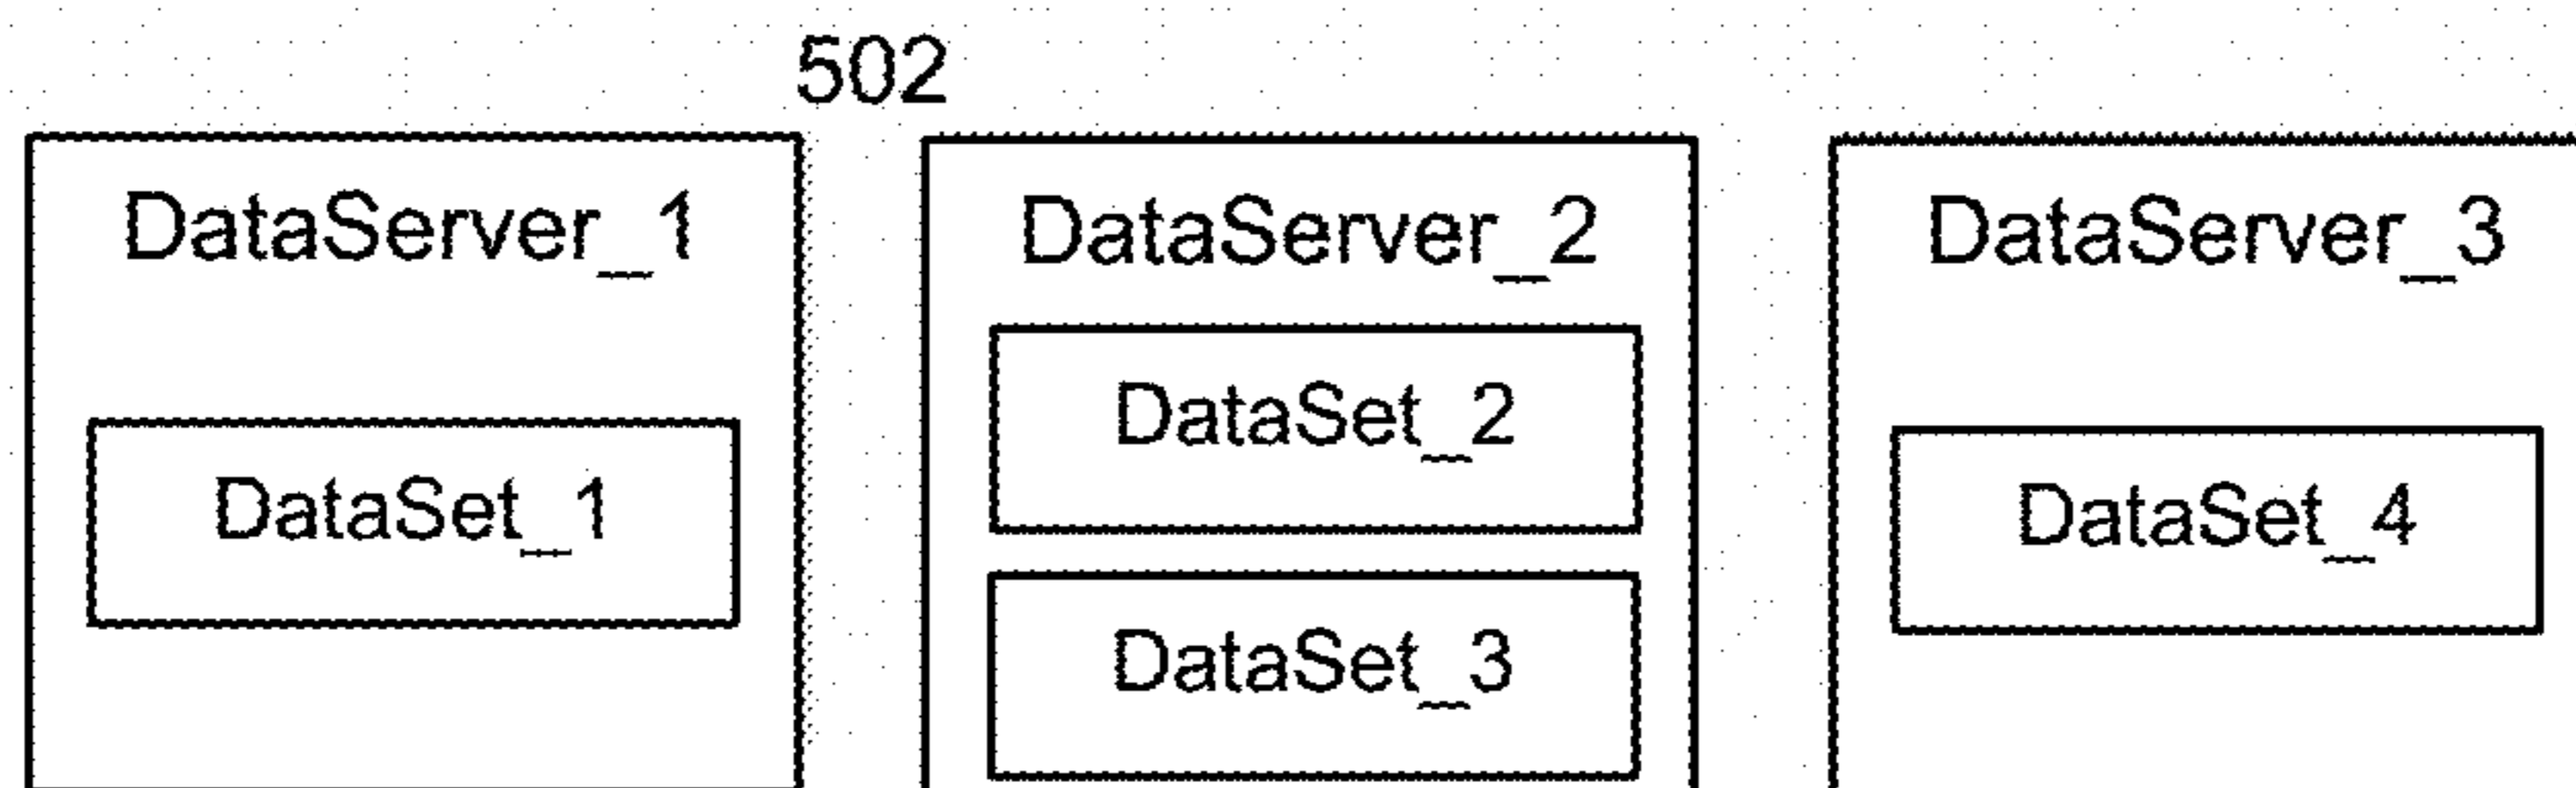 502
DataServer_1
DataSet_1
DataServer_2
DataSet_2
DataSet_3
DataServer_3
DataSet_4